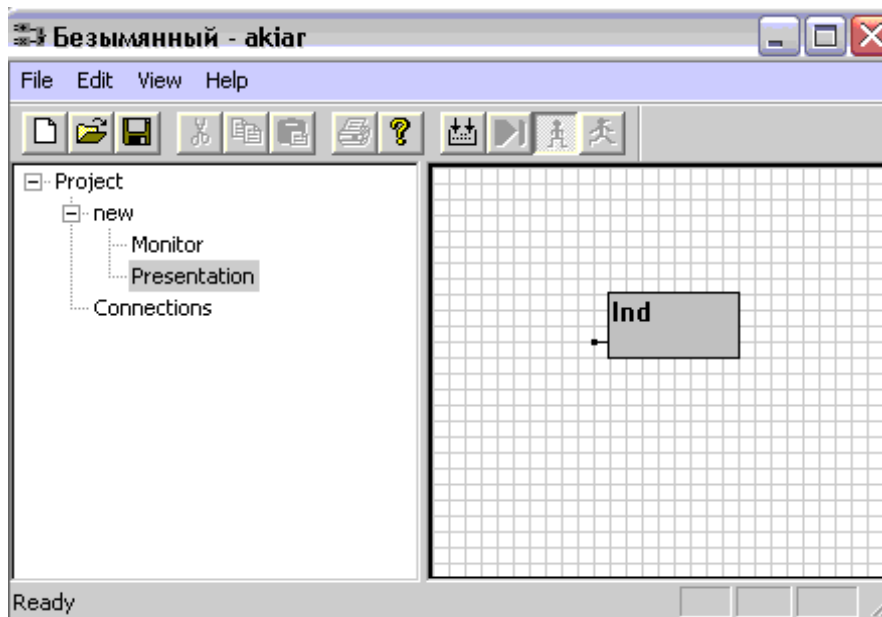 Безымянный - akiar
File Edit View Help
Project
new
Monitor
Presentation
Connections
Ind
Ready